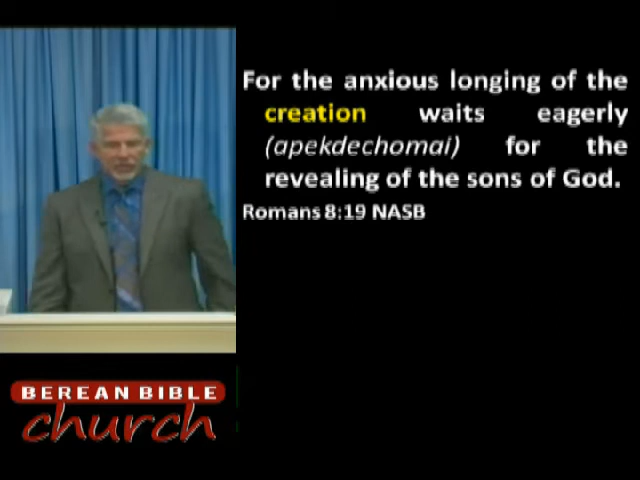 For the anxious longing of the
creation waits eagerly
(apekdechomai) for the
revealing of the sons of God.
Romans 8:19 NASB
BEREAN BIBLE
church